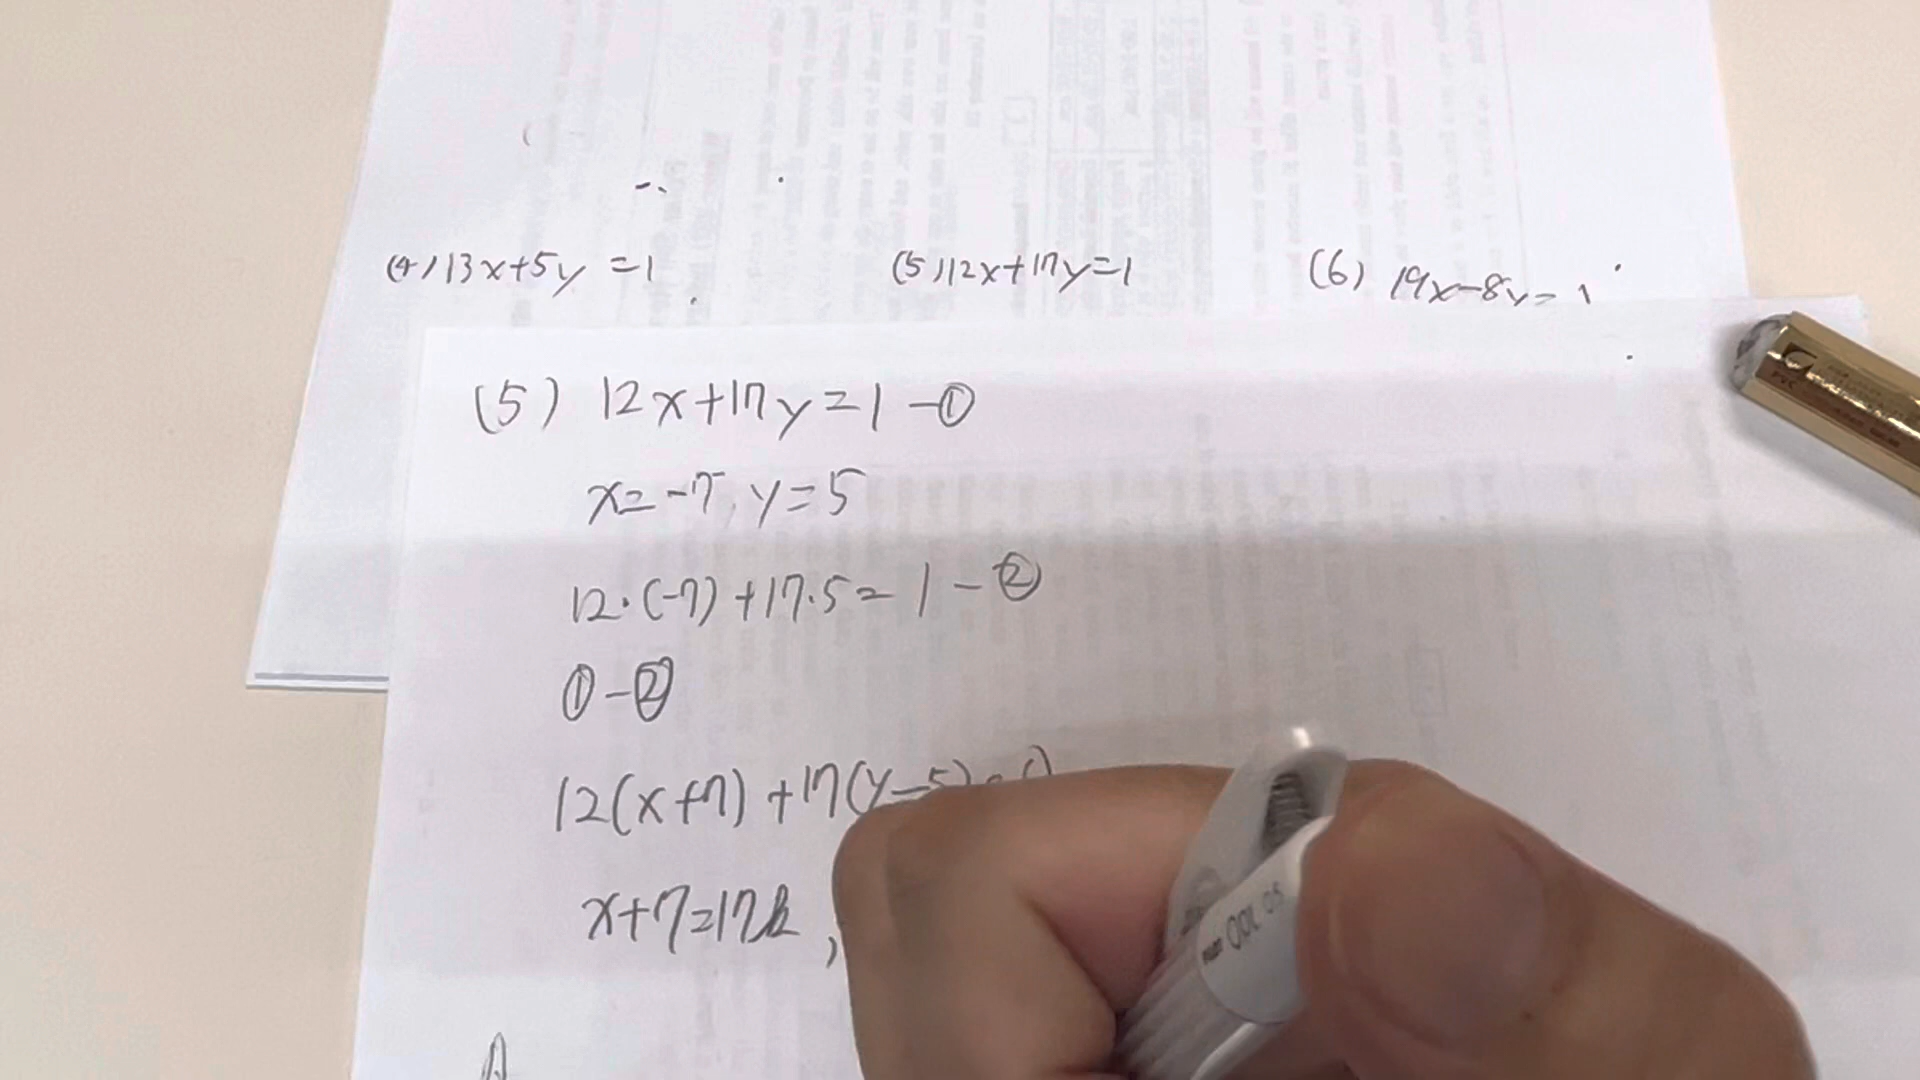 (4) 13x+5y=1 (5) 12x+17y=1 (6) 19x-8y=1
(5) 12x+17y=1 -①
x=-7, y=5
12・(-7)+17・5=1 -②
①-②
12(x+7)+17(y-5)=0
x+7=17k,
A